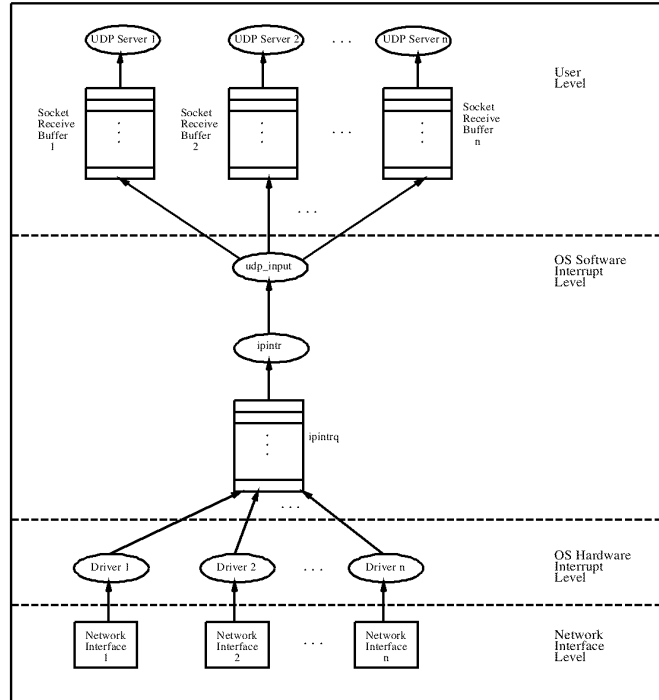 UDP Server 1
UDP Server 2
. . .
UDP Server n
User
Level
Socket
Receive
Buffer
1
Socket
Receive
Buffer
2
. . .
Socket
Receive
Buffer
n
. . .
udp_input
OS Software
Interrupt
Level
ipintr
ipintrq
. . .
Driver 1
Driver 2
. . .
Driver n
OS Hardware
Interrupt
Level
Network
Interface
1
Network
Interface
2
. . .
Network
Interface
n
Network
Interface
Level